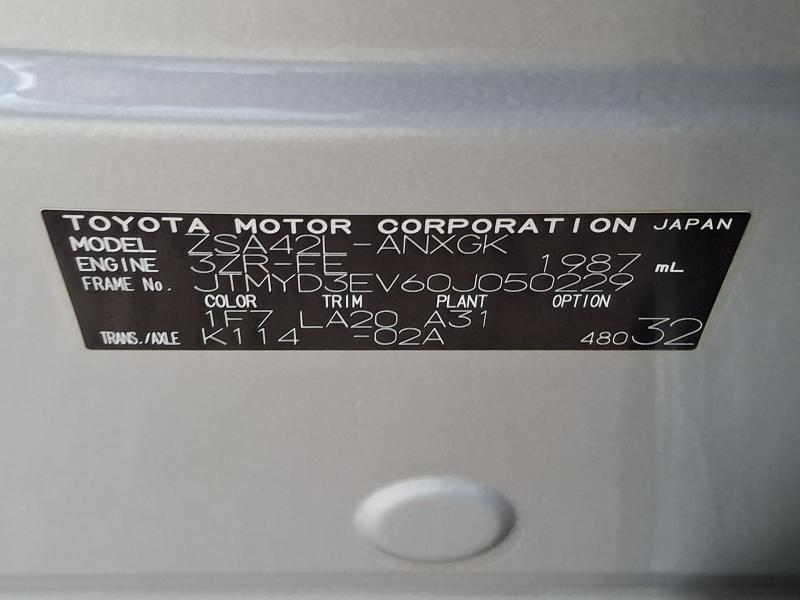 TOYOTA MOTOR CORPORATION JAPAN
MODEL ZSA42L-ANXGK
ENGINE 3ZR-FE 1987 mL
FRAME No. JTMYD3EV60J050229
COLOR TRIM PLANT OPTION
1F7 LA20 A31
TRANS./AXLE K114 -02A 480 32